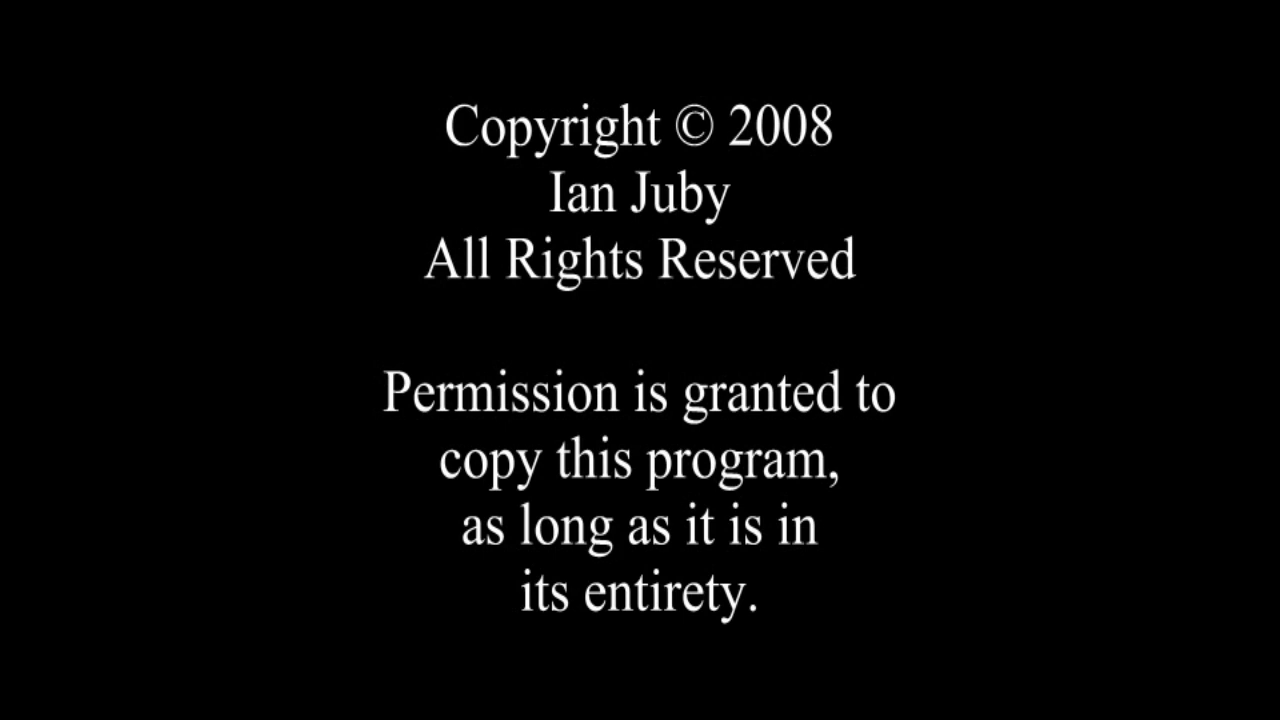 Copyright © 2008
Ian Juby
All Rights Reserved
Permission is granted to
copy this program,
as long as it is in
its entirety.